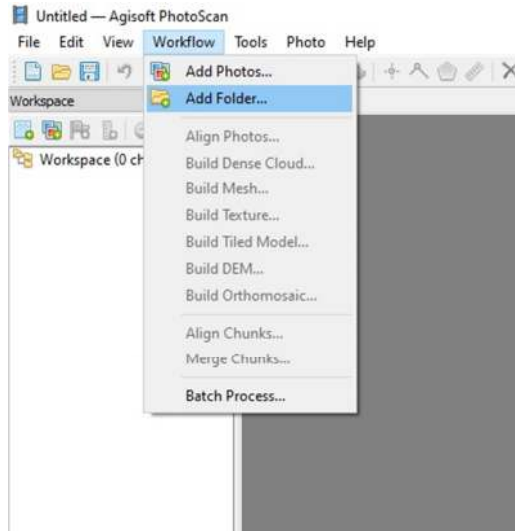 Untitled — Agisoft PhotoScan
File Edit View Workflow Tools Photo Help
Add Photos...
Workspace
Add Folder...
Workspace (0 ch
Align Photos...
Build Dense Cloud...
Build Mesh...
Build Texture...
Build Tiled Model...
Build DEM...
Build Orthomosaic...
Align Chunks...
Merge Chunks...
Batch Process...